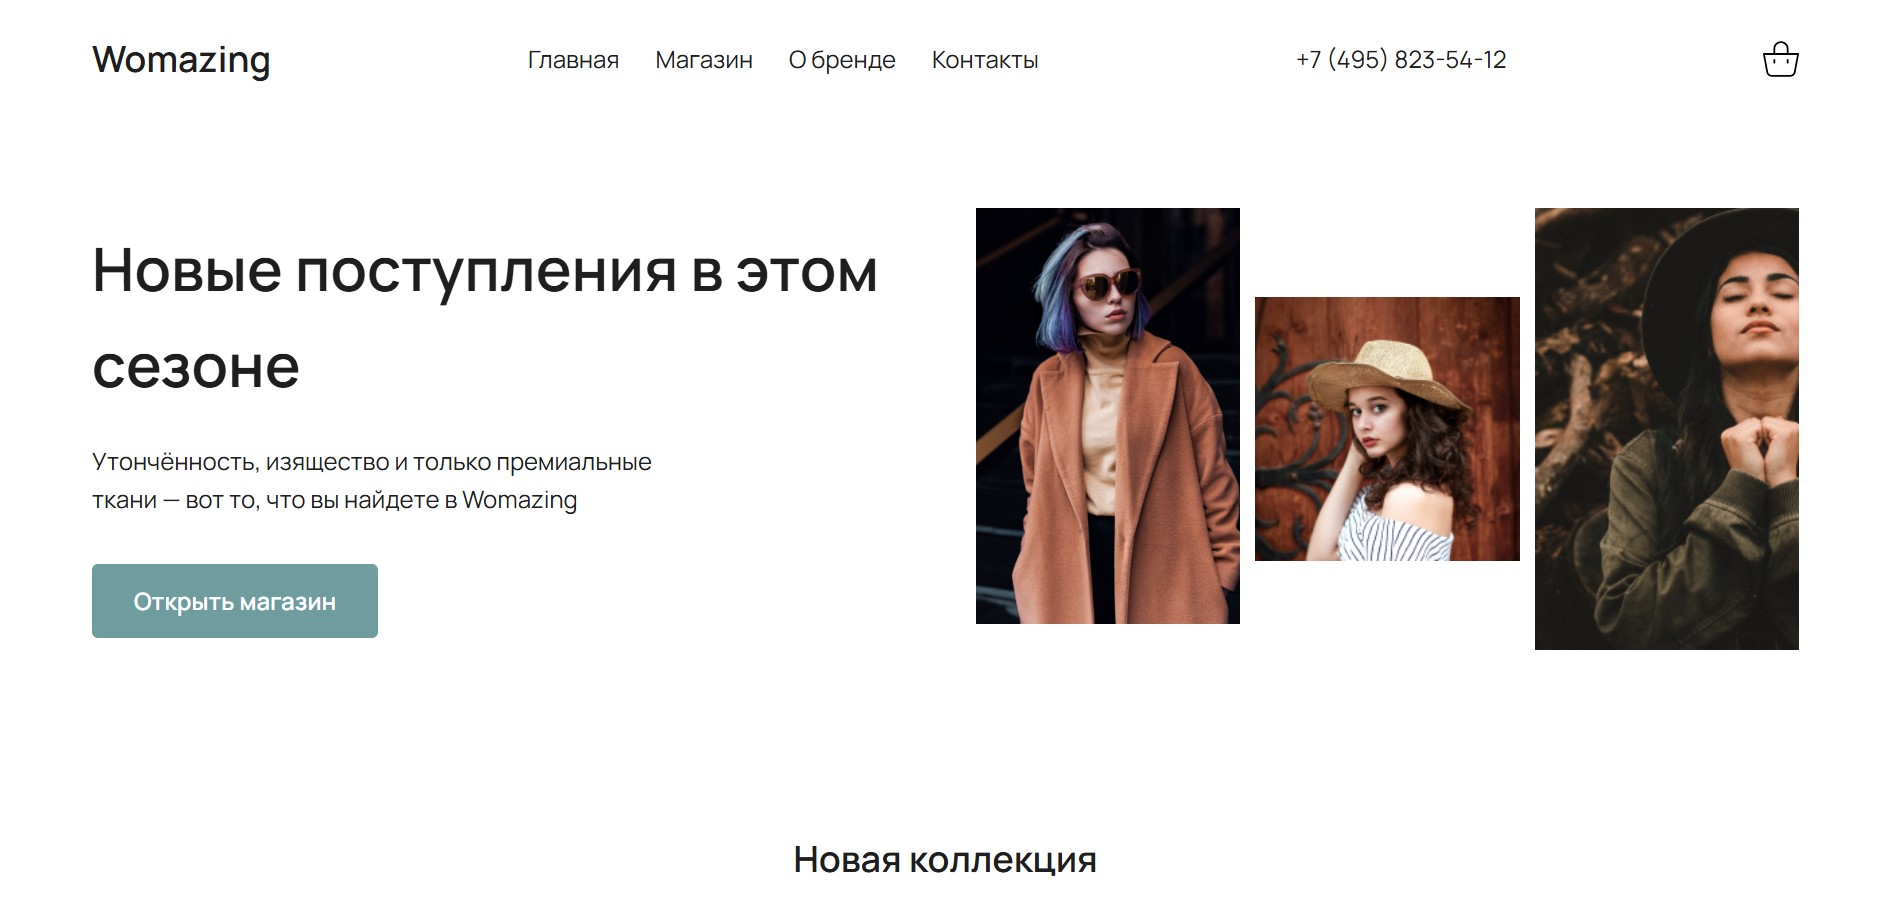 Womazing
Главная Магазин О бренде Контакты
+7 (495) 823-54-12
Новые поступления в этом
сезоне
Утончённость, изящество и только премиальные
ткани — вот то, что вы найдете в Womazing
Открыть магазин
Новая коллекция